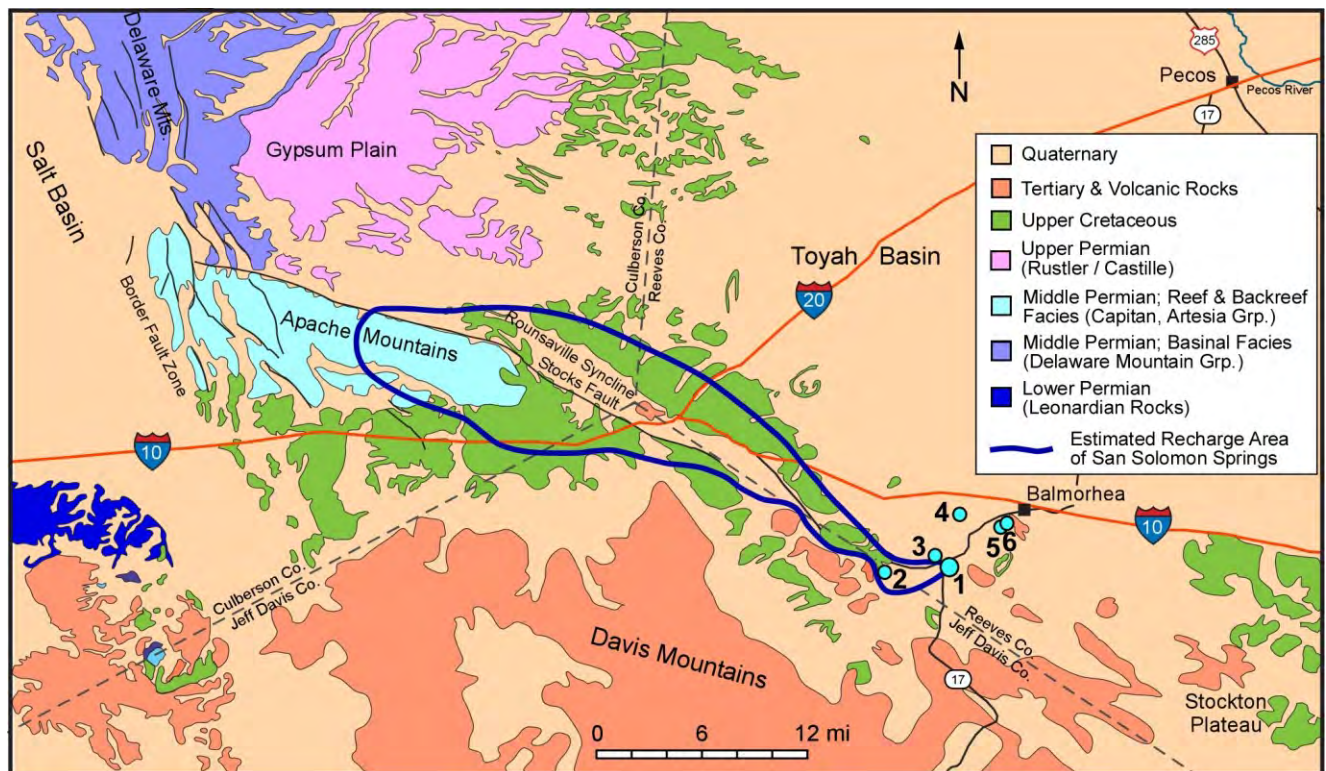 Delaware Mts.
Salt Basin
Gypsum Plain
Culberson Co.
Reeves Co.
N
285
Pecos
Pecos River
17
Toyah Basin
20
Border Fault Zone
Apache Mountains
Rounsaville Syncline
Stocks Fault
10
Culberson Co.
Jeff Davis Co.
Davis Mountains
Balmorhea
10
4
3
5
6
2
1
Reeves Co.
Jeff Davis Co.
17
Stockton
Plateau
0 6 12 mi
Quaternary
Tertiary & Volcanic Rocks
Upper Cretaceous
Upper Permian
(Rustler / Castille)
Middle Permian; Reef & Backreef
Facies (Capitan, Artesia Grp.)
Middle Permian; Basinal Facies
(Delaware Mountain Grp.)
Lower Permian
(Leonardian Rocks)
Estimated Recharge Area
of San Solomon Springs